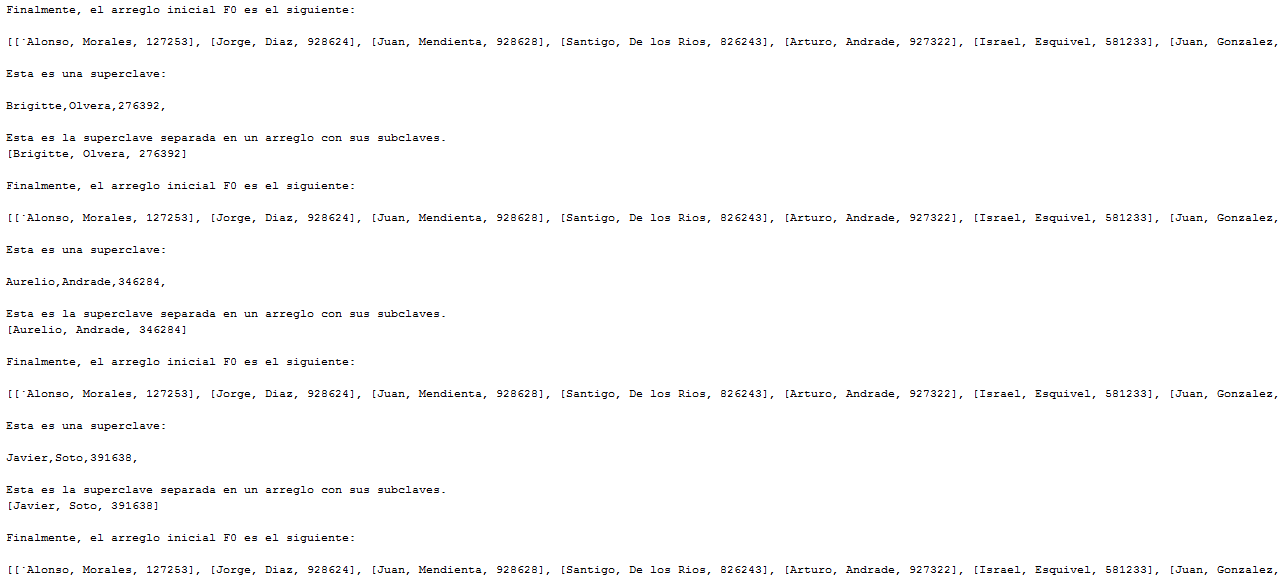 Finalmente, el arreglo inicial F0 es el siguiente:
[[`Alonso, Morales, 127253], [Jorge, Diaz, 928624], [Juan, Mendienta, 928628], [Santigo, De los Rios, 826243], [Arturo, Andrade, 927322], [Israel, Esquivel, 581233], [Juan, Gonzalez,
Esta es una superclave:
Brigitte,Olvera,276392,
Esta es la superclave separada en un arreglo con sus subclaves.
[Brigitte, Olvera, 276392]
Finalmente, el arreglo inicial F0 es el siguiente:
[[`Alonso, Morales, 127253], [Jorge, Diaz, 928624], [Juan, Mendienta, 928628], [Santigo, De los Rios, 826243], [Arturo, Andrade, 927322], [Israel, Esquivel, 581233], [Juan, Gonzalez,
Esta es una superclave:
Aurelio,Andrade,346284,
Esta es la superclave separada en un arreglo con sus subclaves.
[Aurelio, Andrade, 346284]
Finalmente, el arreglo inicial F0 es el siguiente:
[[`Alonso, Morales, 127253], [Jorge, Diaz, 928624], [Juan, Mendienta, 928628], [Santigo, De los Rios, 826243], [Arturo, Andrade, 927322], [Israel, Esquivel, 581233], [Juan, Gonzalez,
Esta es una superclave:
Javier,Soto,391638,
Esta es la superclave separada en un arreglo con sus subclaves.
[Javier, Soto, 391638]
Finalmente, el arreglo inicial F0 es el siguiente:
[[`Alonso, Morales, 127253], [Jorge, Diaz, 928624], [Juan, Mendienta, 928628], [Santigo, De los Rios, 826243], [Arturo, Andrade, 927322], [Israel, Esquivel, 581233], [Juan, Gonzalez,